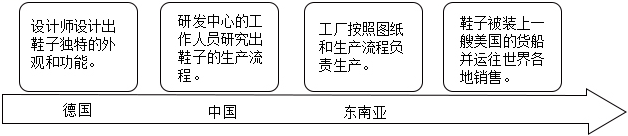 设计师设计出
鞋子独特的外
观和功能。
研发中心的工
作人员研究出
鞋子的生产流
程。
工厂按照图纸
和生产流程负
责生产。
鞋子被装上一
艘美国的货船
并运往世界各
地销售。
德国
中国
东南亚